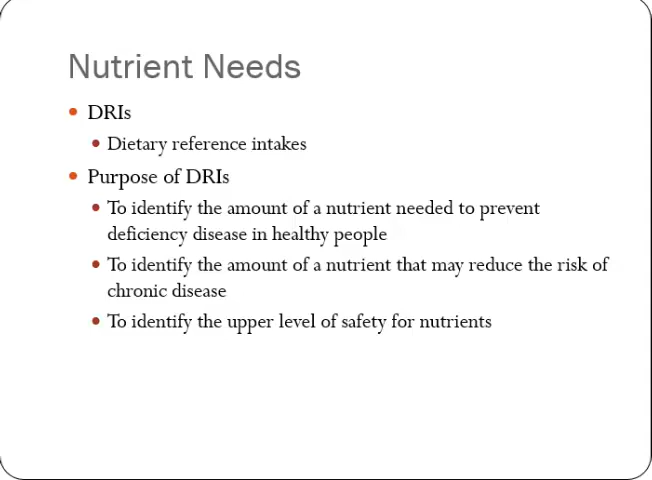 Nutrient Needs
• DRIs
• Dietary reference intakes
• Purpose of DRIs
• To identify the amount of a nutrient needed to prevent
deficiency disease in healthy people
• To identify the amount of a nutrient that may reduce the risk of
chronic disease
• To identify the upper level of safety for nutrients